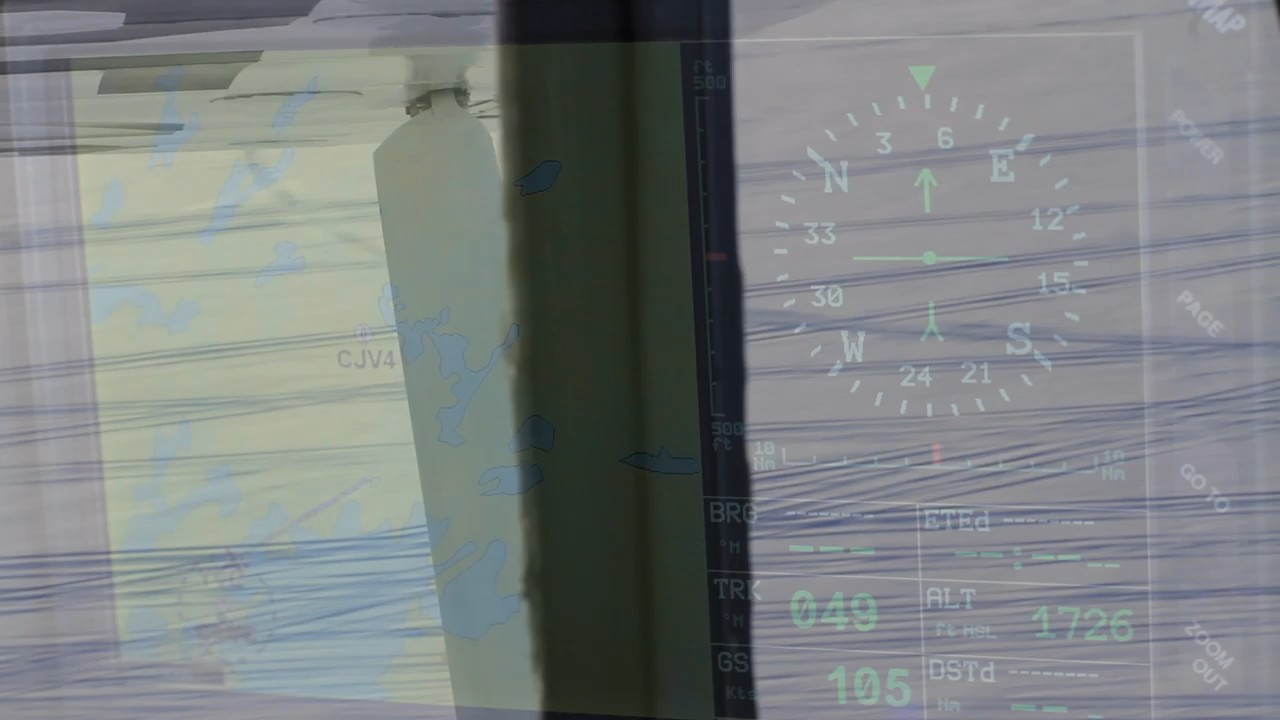 MAP
ft
500
POWER
3
6
N
E
12
33
30
15
PAGE
CJV4
W
S
24
21
500
ft
10
Nm
10
Nm
GO TO
BRG --------
ETEd --------
°M
---
--:--
TRK
°M
049
ALT
ft MSL
1726
GS
Kts
105
DSTd --------
Nm
ZOOM
OUT